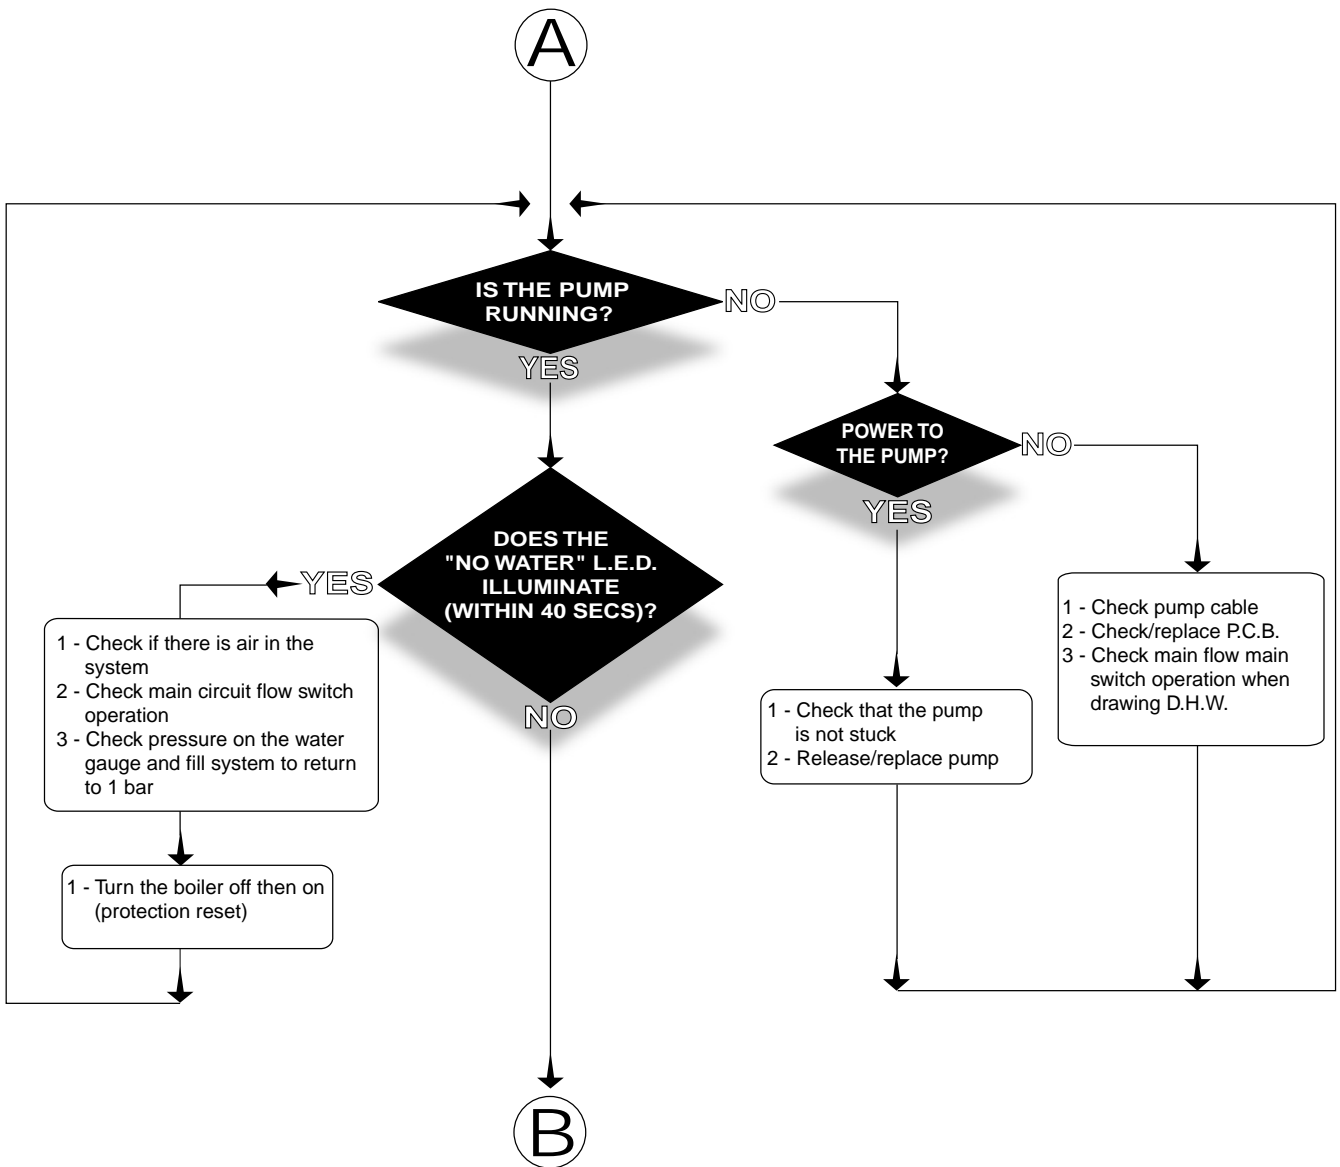 A
IS THE PUMP
RUNNING?
NO
YES
POWER TO
THE PUMP?
NO
YES
DOES THE
"NO WATER" L.E.D.
ILLUMINATE
(WITHIN 40 SECS)?
YES
NO
1 - Check if there is air in the
system
2 - Check main circuit flow switch
operation
3 - Check pressure on the water
gauge and fill system to return
to 1 bar
1 - Turn the boiler off then on
(protection reset)
1 - Check that the pump
is not stuck
2 - Release/replace pump
1 - Check pump cable
2 - Check/replace P.C.B.
3 - Check main flow main
switch operation when
drawing D.H.W.
B